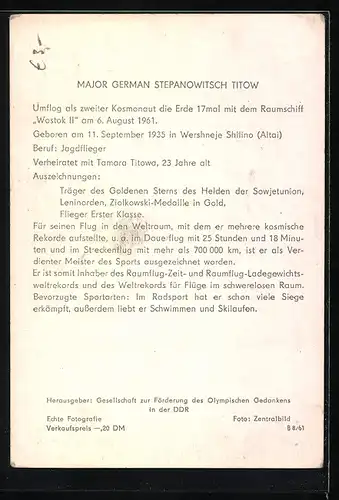 € 3,-
MAJOR GERMAN STEPANOWITSCH TITOW
Umflog als zweiter Kosmonaut die Erde 17mal mit dem Raumschiff
„Wostok II" am 6. August 1961.
Geboren am 11. September 1935 in Wershneje Shilino (Altai)
Beruf: Jagdflieger
Verheiratet mit Tamara Titowa, 23 Jahre alt
Auszeichnungen:
Träger des Goldenen Sterns des Helden der Sowjetunion,
Leninorden, Ziolkowski-Medaille in Gold,
Flieger Erster Klasse.
Für seinen Flug in den Weltraum, mit dem er mehrere kosmische
Rekorde aufstellte, u. a. im Dauerflug mit 25 Stunden und 18 Minu-
ten und im Streckenflug mit mehr als 700 000 km, ist er als Ver-
dienter Meister des Sports ausgezeichnet worden.
Er ist somit Inhaber des Raumflug-Zeit- und Raumflug-Ladegewichts-
weltrekords und des Weltrekords für Flüge im schwerelosen Raum.
Bevorzugte Sportarten: Im Radsport hat er schon viele Siege
erkämpft, außerdem liebt er Schwimmen und Skilaufen.
Herausgeber: Gesellschaft zur Förderung des Olympischen Gedankens
in der DDR
Echte Fotografie Foto: Zentralbild
Verkaufspreis —,20 DM B 8/61